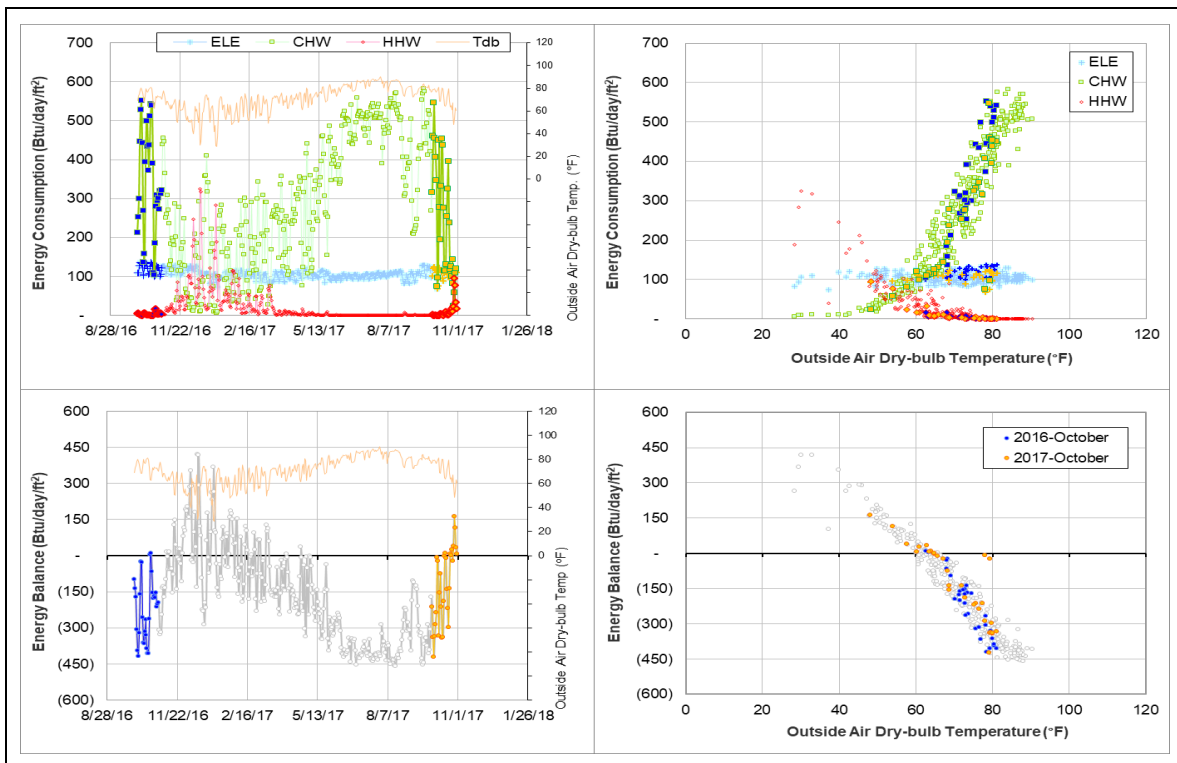 ELE CHW HHW Tdb
Energy Consumption (Btu/day/ft²)
700
600
500
400
300
200
100
-
8/28/16 11/22/16 2/16/17 5/13/17 8/7/17 11/1/17 1/26/18
120
100
80
60
40
20
0
Outside Air Dry-bulb Temp. (°F)
ELE
CHW
HHW
Energy Consumption (Btu/day/ft²)
700
600
500
400
300
200
100
-
0 20 40 60 80 100 120
Outside Air Dry-bulb Temperature (°F)
Energy Balance (Btu/day/ft²)
600
450
300
150
-
(150)
(300)
(450)
(600)
8/28/16 11/22/16 2/16/17 5/13/17 8/7/17 11/1/17 1/26/18
120
100
80
60
40
20
0
Outside Air Dry-bulb Temp (°F)
2016-October
2017-October
Energy Balance (Btu/day/ft²)
600
450
300
150
-
(150)
(300)
(450)
(600)
0 20 40 60 80 100 120
Outside Air Dry-bulb Temperature (°F)